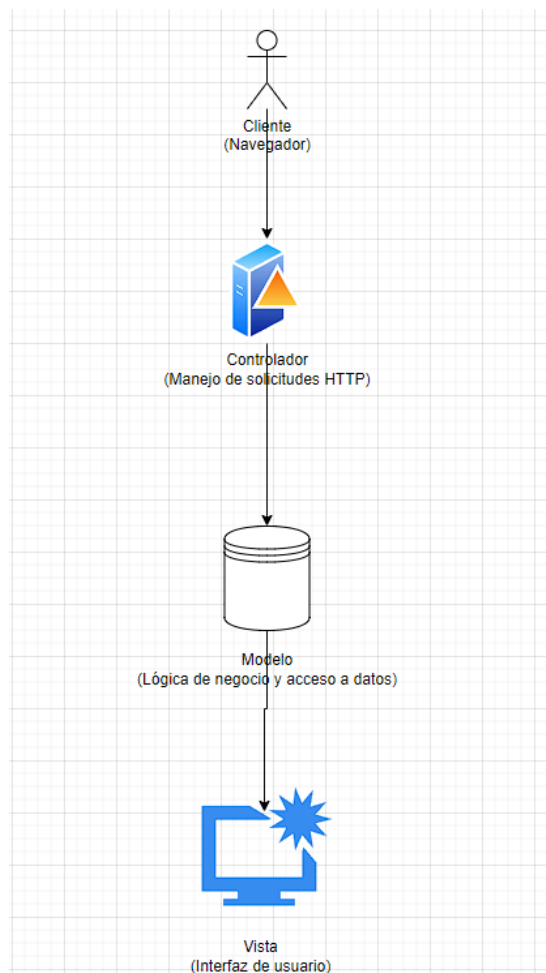 Cliente
(Navegador)
Controlador
(Manejo de solicitudes HTTP)
Modelo
(Lógica de negocio y acceso a datos)
Vista
(Interfaz de usuario)